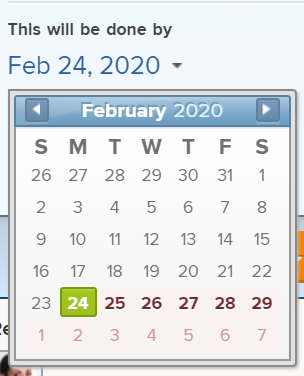 This will be done by
Feb 24, 2020
February 2020
S M T W T F S
26 27 28 29 30 31 1
2 3 4 5 6 7 8
9 10 11 12 13 14 15
16 17 18 19 20 21 22
23 24 25 26 27 28 29
1 2 3 4 5 6 7